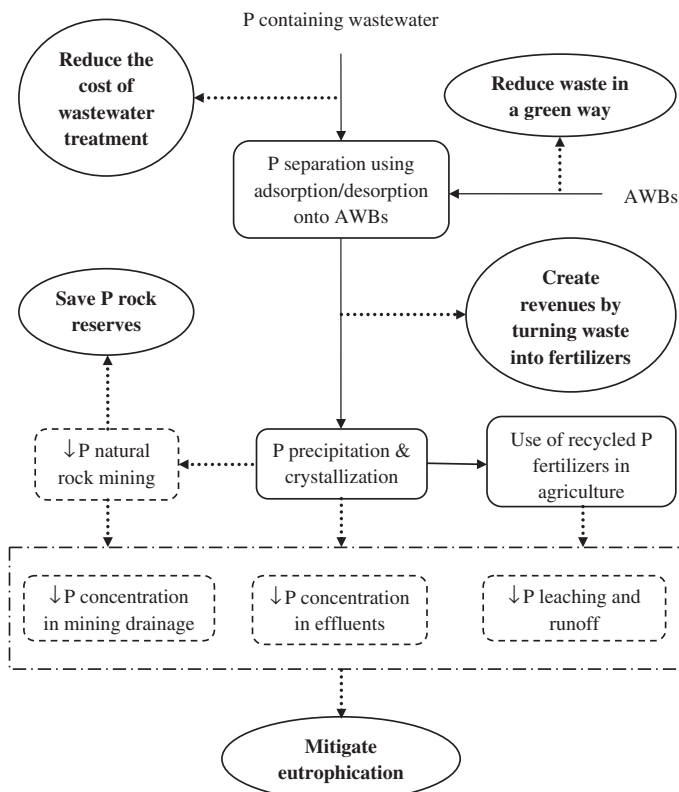 P containing wastewater
Reduce the
cost of
wastewater
treatment
Reduce waste in
a green way
P separation using
adsorption/desorption
onto AWBs
AWBs
Create
revenues by
turning waste
into fertilizers
Save P rock
reserves
↓P natural
rock mining
P precipitation &
crystallization
Use of recycled P
fertilizers in
agriculture
↓P concentration
in mining drainage
↓P concentration
in effluents
↓P leaching and
runoff
Mitigate
eutrophication